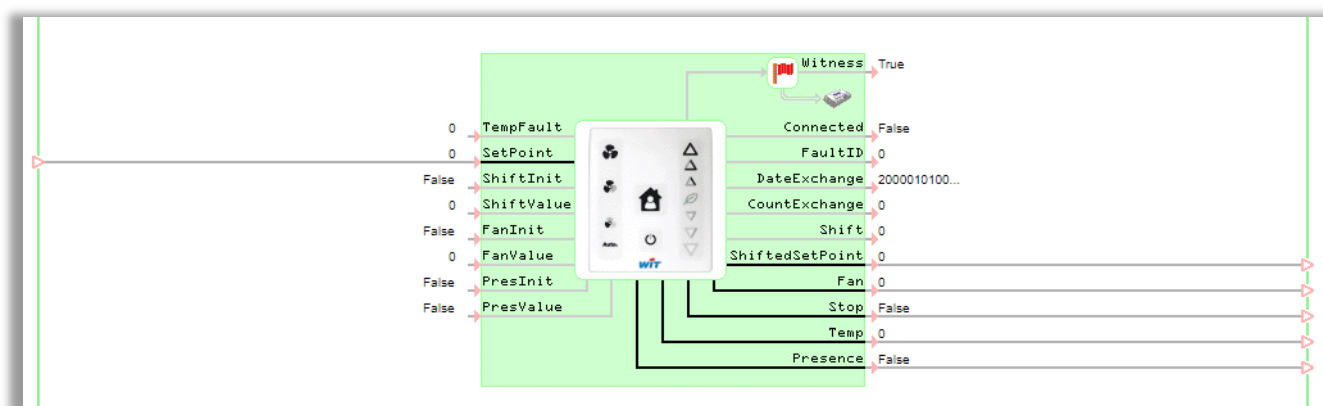 Witness True
0 TempFault Connected False
0 SetPoint FaultID 0
False ShiftInit DateExchange 2000010100...
0 ShiftValue CountExchange 0
False FanInit Auto. Shift 0
0 FanValue WIT ShiftedSetPoint 0
False PresInit Fan 0
False PresValue Stop False
Temp 0
Presence False